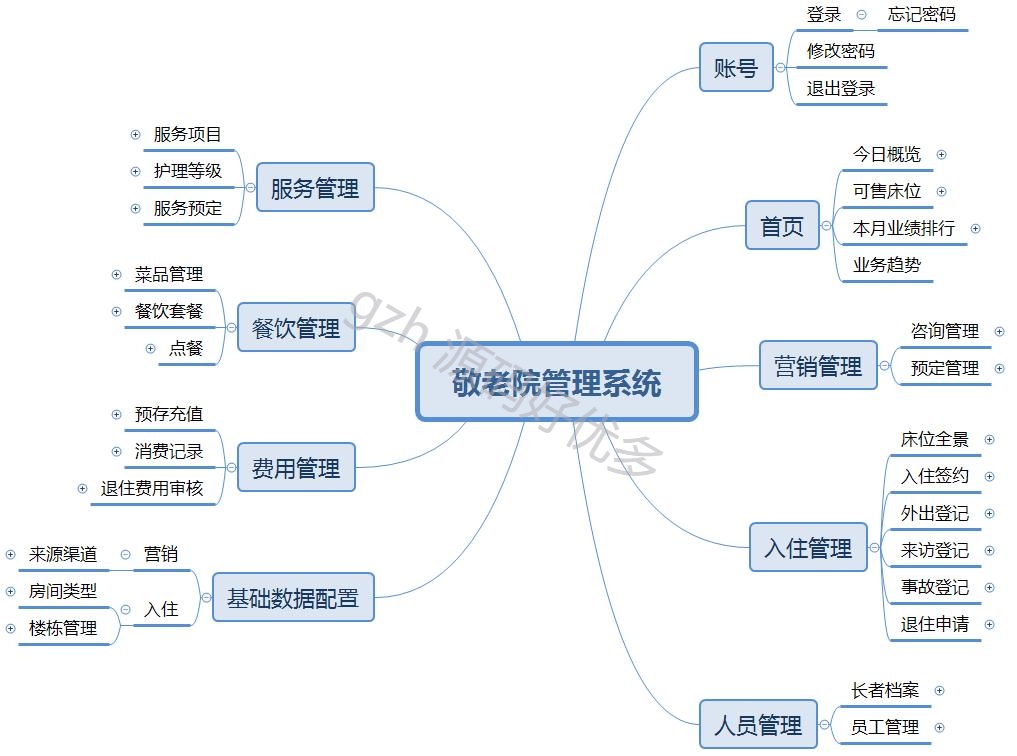 敬老院管理系统
账号
登录
忘记密码
修改密码
退出登录
首页
今日概览
可售床位
本月业绩排行
业务趋势
营销管理
咨询管理
预定管理
入住管理
床位全景
入住签约
外出登记
来访登记
事故登记
退住申请
人员管理
长者档案
员工管理
服务管理
服务项目
护理等级
服务预定
餐饮管理
菜品管理
餐饮套餐
点餐
费用管理
预存充值
消费记录
退住费用审核
基础数据配置
营销
来源渠道
入住
房间类型
楼栋管理
gzh 源码好优多